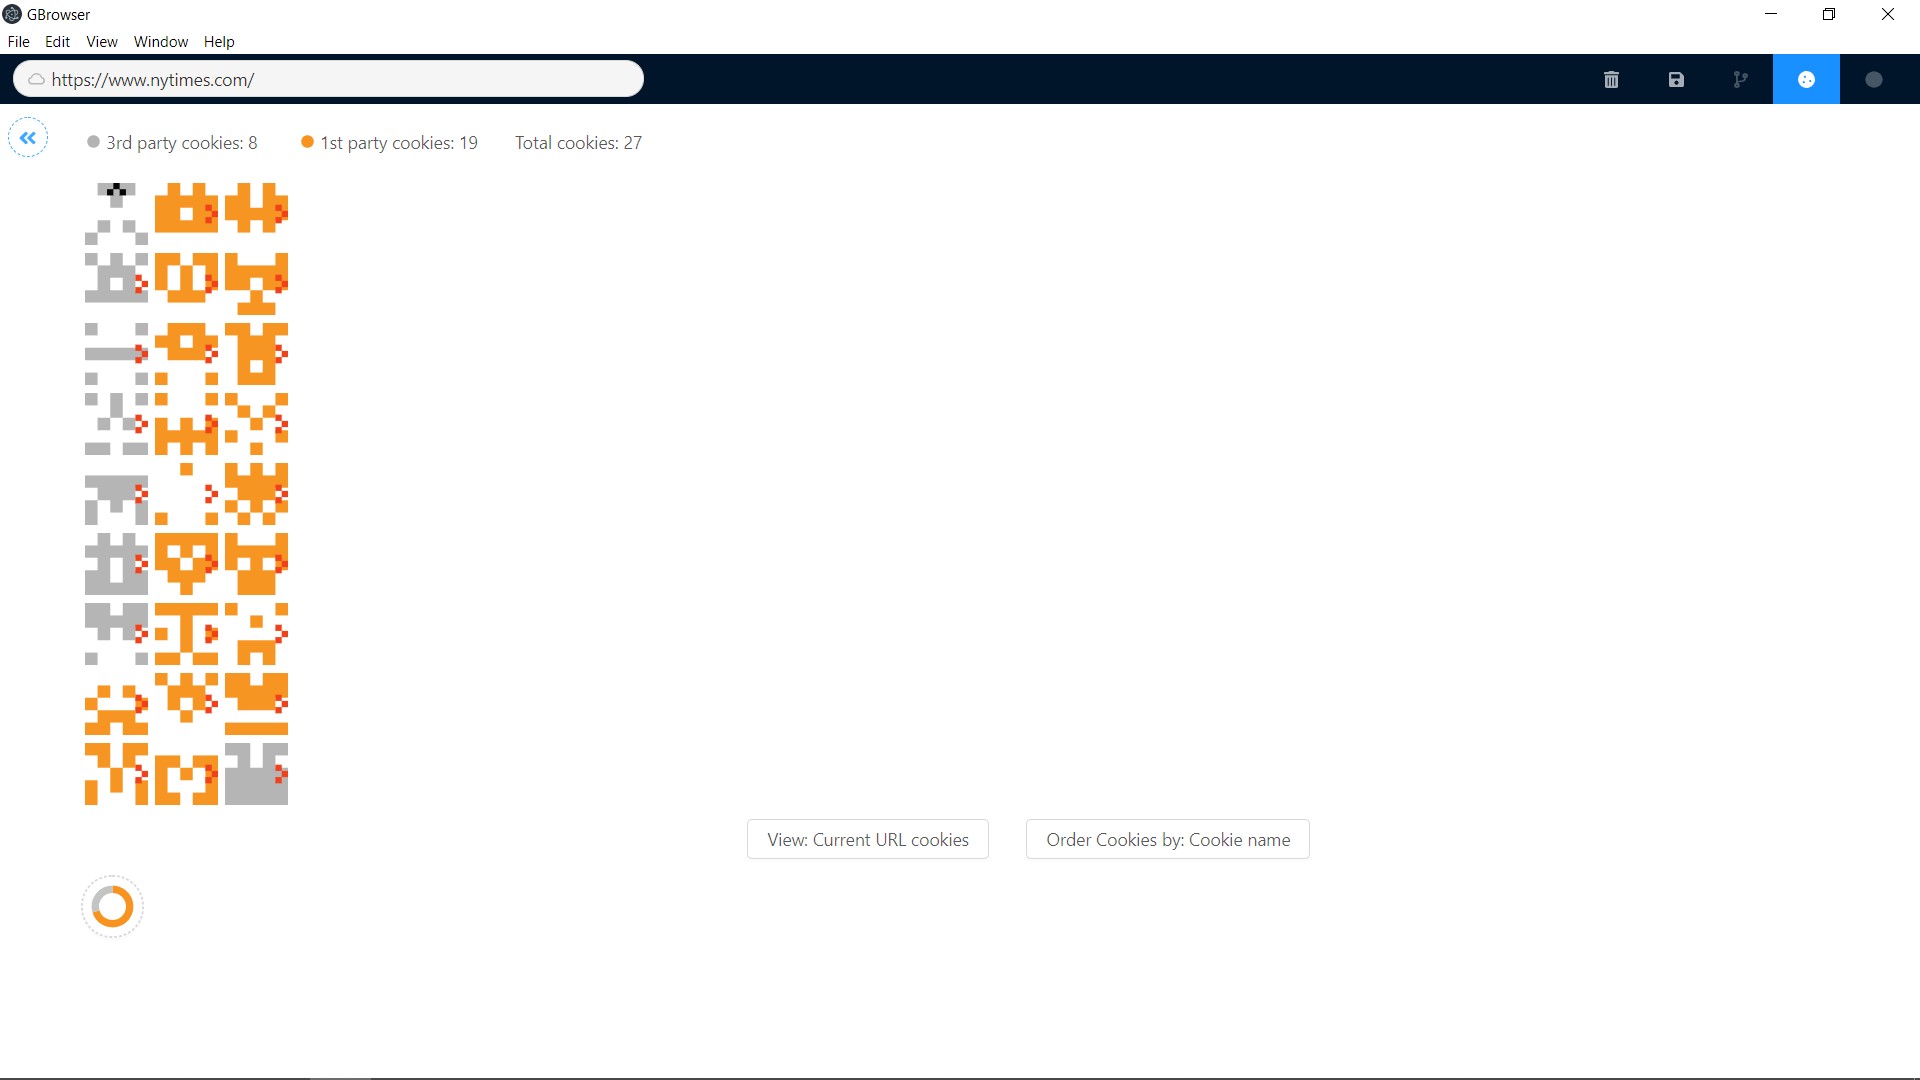 GBrowser
File Edit View Window Help
https://www.nytimes.com/
3rd party cookies: 8 1st party cookies: 19 Total cookies: 27
View: Current URL cookies Order Cookies by: Cookie name